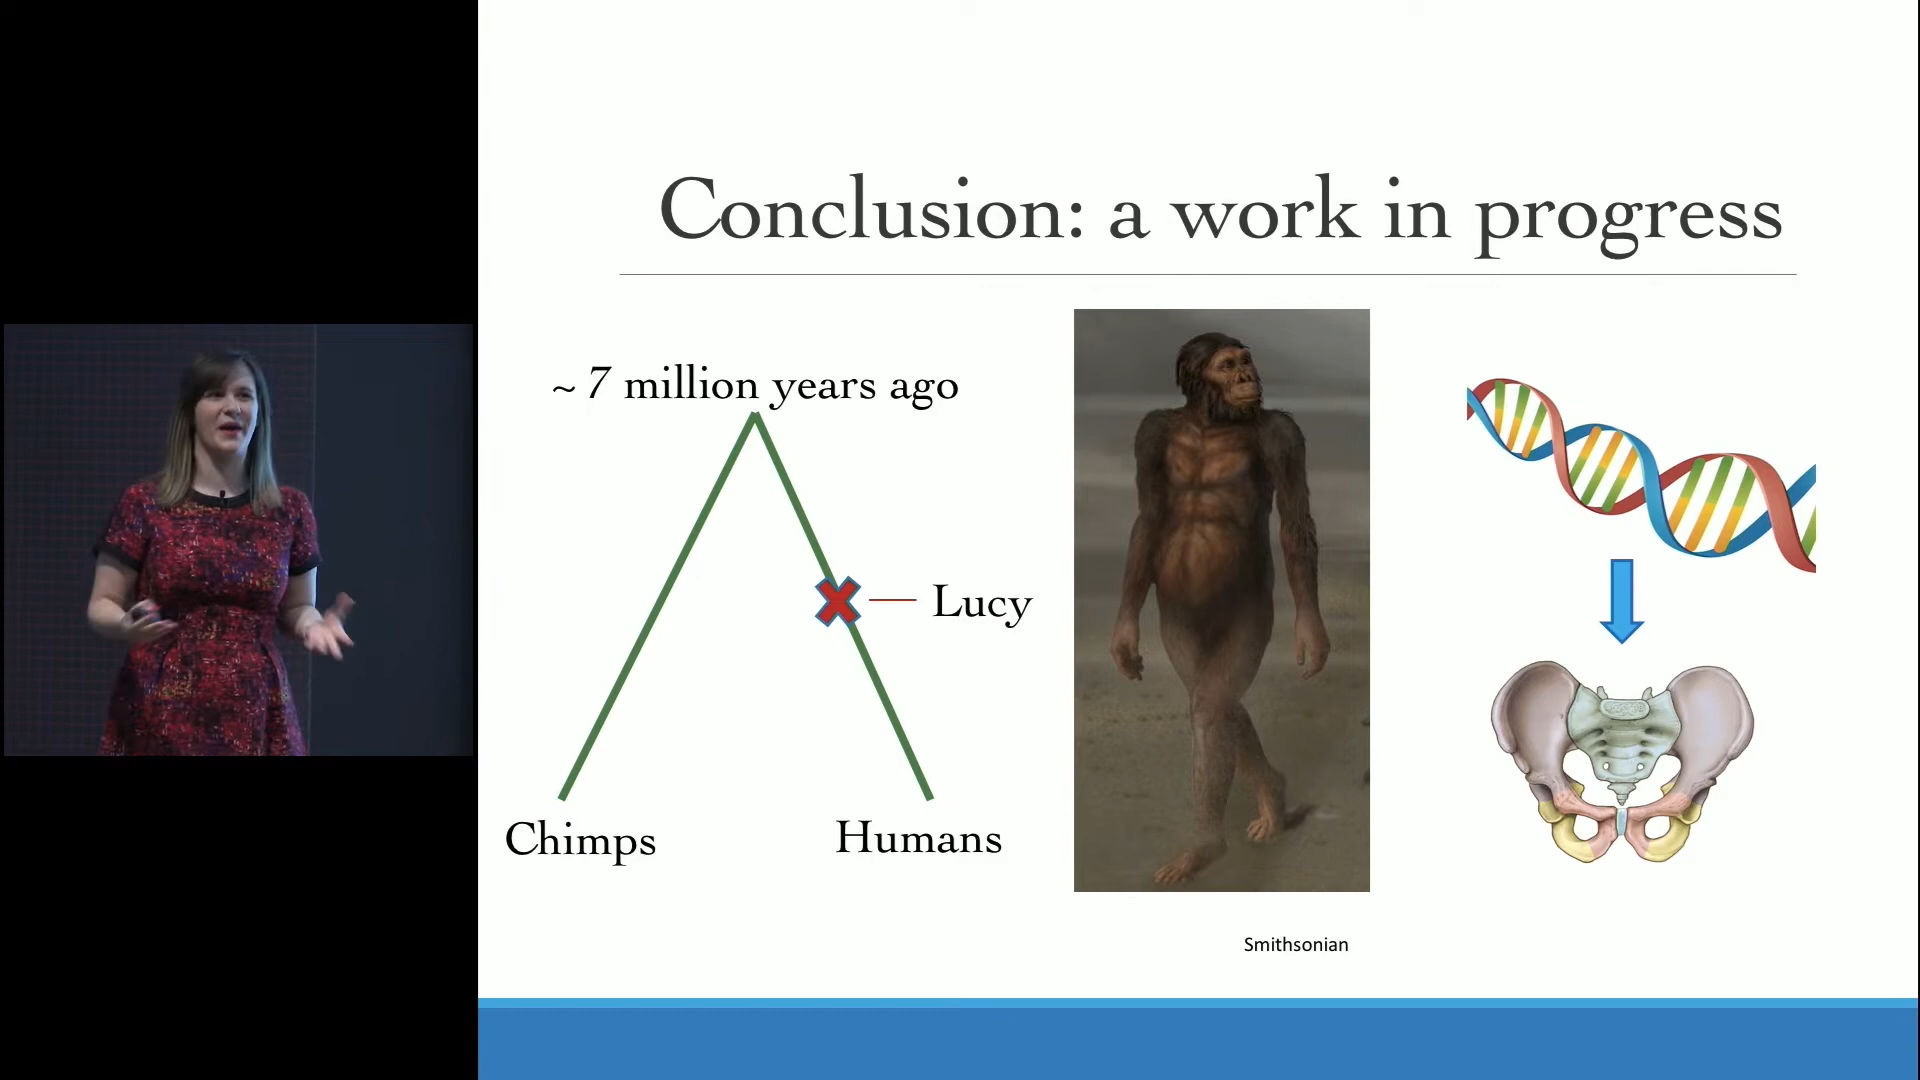 Conclusion: a work in progress
~ 7 million years ago
Lucy
Chimps
Humans
Smithsonian